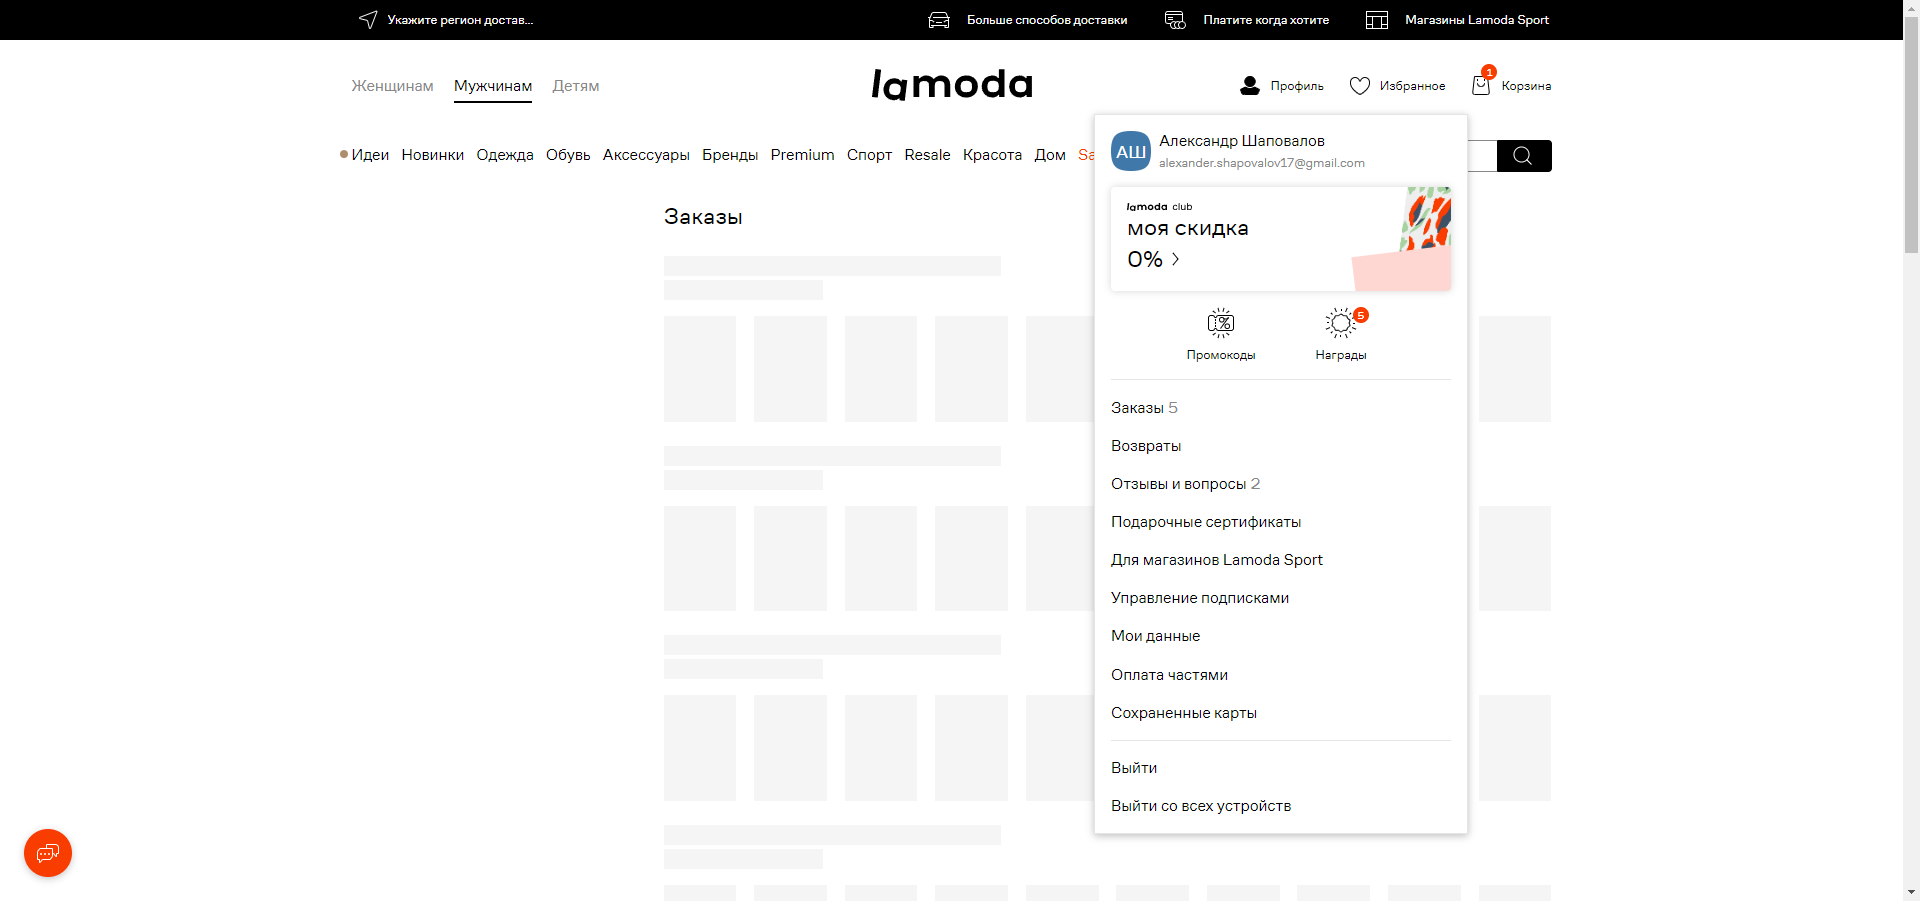 Укажите регион достав...
Больше способов доставки
Платите когда хотите
Магазины Lamoda Sport
Женщинам
Мужчинам
Детям
lamoda
Профиль
Избранное
1
Корзина
Идеи
Новинки
Одежда
Обувь
Аксессуары
Бренды
Premium
Спорт
Resale
Красота
Дом
Sa
Заказы
АШ
Александр Шаповалов
alexander.shapovalov17@gmail.com
lamoda club
моя скидка
0%
%
Промокоды
5
Награды
Заказы 5
Возвраты
Отзывы и вопросы 2
Подарочные сертификаты
Для магазинов Lamoda Sport
Управление подписками
Мои данные
Оплата частями
Сохраненные карты
Выйти
Выйти со всех устройств